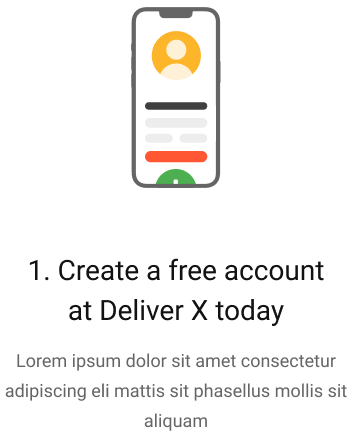 1. Create a free account
at Deliver X today
Lorem ipsum dolor sit amet consectetur
adipiscing eli mattis sit phasellus mollis sit
aliquam